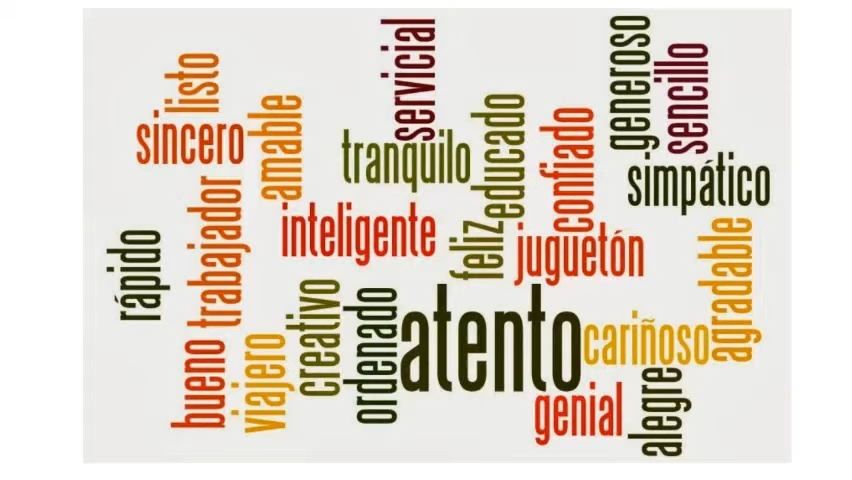 listo
sincero
amable
servicial
tranquilo
educado
confiado
generoso
sencillo
simpático
rápido
trabajador
inteligente
feliz
juguetón
agradable
bueno
viajero
creativo
ordenado
atento
cariñoso
genial
alegre